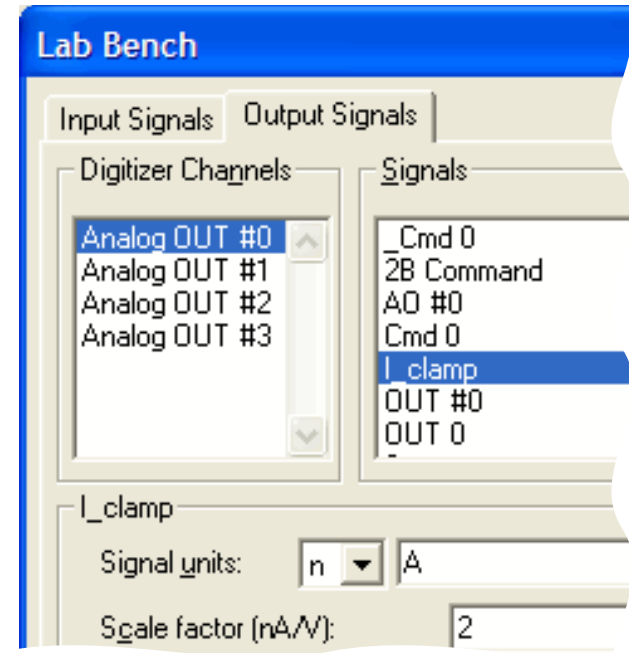 Lab Bench
Input Signals Output Signals
Digitizer Channels
Analog OUT #0
Analog OUT #1
Analog OUT #2
Analog OUT #3
Signals
_Cmd 0
2B Command
AO #0
Cmd 0
I_clamp
OUT #0
OUT 0
I_clamp
Signal units: n A
Scale factor (nA/V): 2